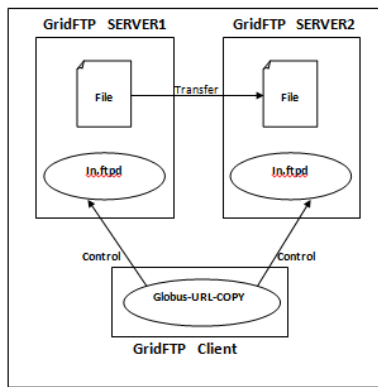 GridFTP SERVER1
GridFTP SERVER2
File
Transfer
File
In.ftpd
In.ftpd
Control
Control
Globus-URL-COPY
GridFTP Client